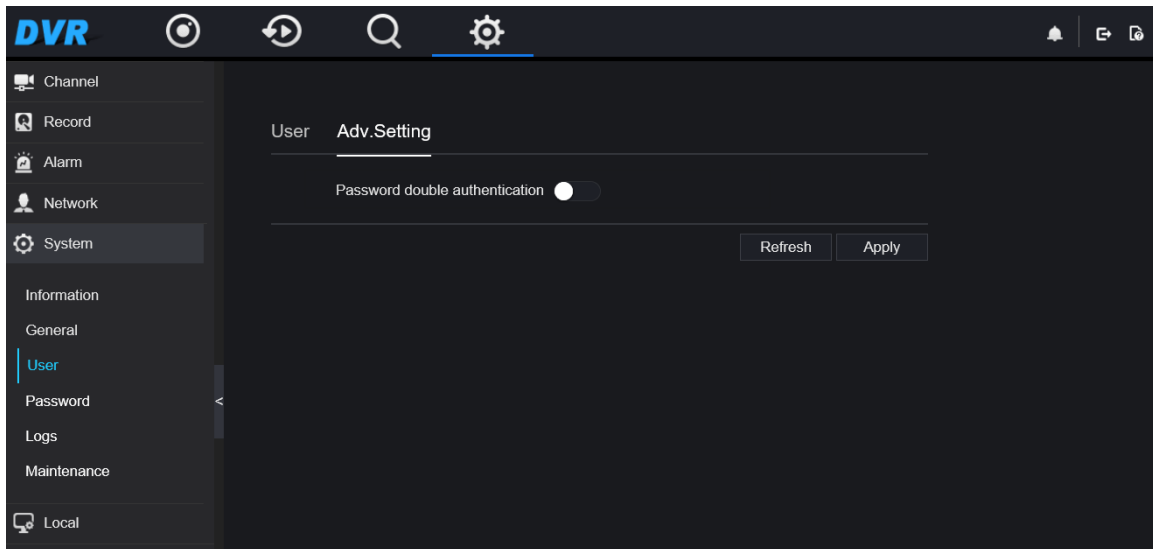 DVR
Channel
Record
Alarm
Network
System
Information
General
User
Password
Logs
Maintenance
Local
<
User Adv.Setting
Password double authentication
Refresh Apply